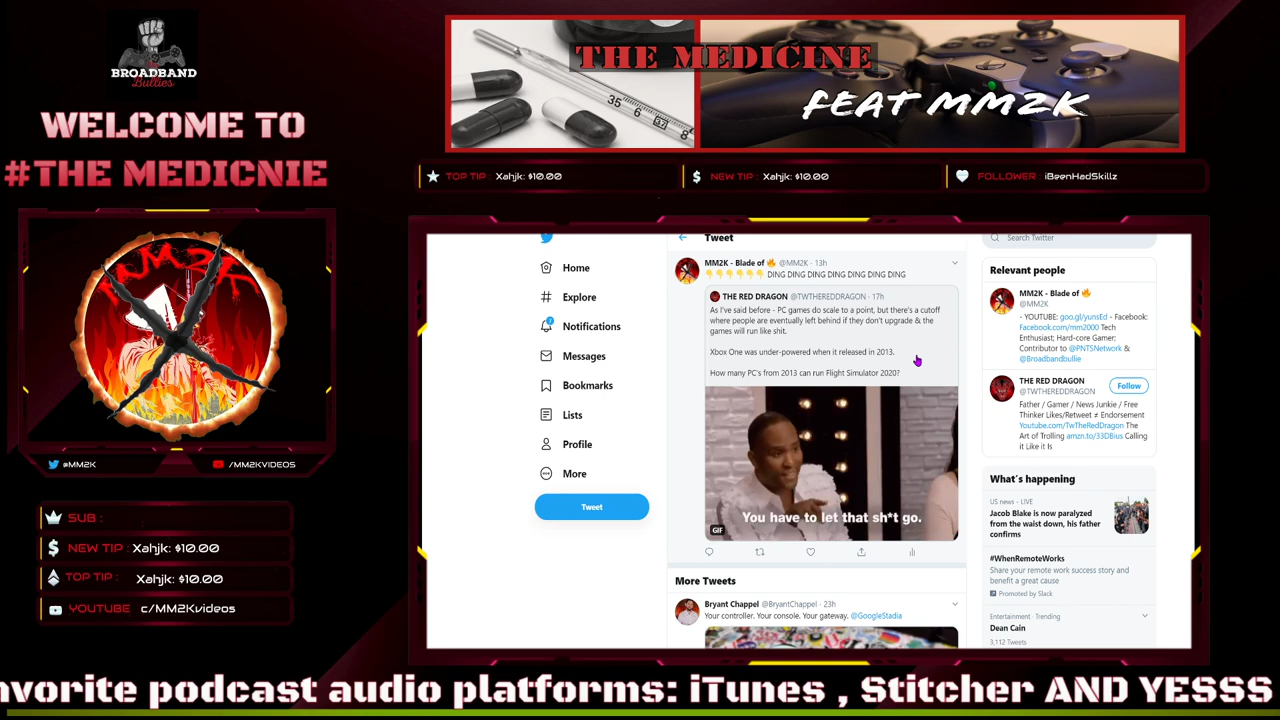 BROADBAND
Bullies
WELCOME TO
#THE MEDICNIE
MM2K
@MM2K
/MM2KVIDEOS
SUB :
NEW TIP : Xahjk: $10.00
TOP TIP : Xahjk: $10.00
YOUTUBE c/MM2Kvideos
THE MEDICINE
FEAT MM2K
35 6 37 8
TOP TIP : Xahjk: $10.00
NEW TIP : Xahjk: $10.00
FOLLOWER : iBeenHadSkillz
Home
Explore
Notifications
Messages
Bookmarks
Lists
Profile
More
Tweet
Tweet
MM2K - Blade of 🔥 @MM2K · 13h
👇👇👇👇👇👇 DING DING DING DING DING DING DING
THE RED DRAGON @TWTHEREDDRAGON · 17h
As I've said before - PC games do scale to a point, but there's a cutoff
where people are eventually left behind if they don't upgrade & the
games will run like shit.
Xbox One was under-powered when it released in 2013.
How many PC's from 2013 can run Flight Simulator 2020?
You have to let that sh*t go.
GIF
More Tweets
Bryant Chappel @BryantChappel · 23h
Your controller. Your console. Your gateway. @GoogleStadia
Search Twitter
Relevant people
MM2K - Blade of 🔥
@MM2K
- YOUTUBE: goo.gl/yunsEd - Facebook:
Facebook.com/mm2000 Tech
Enthusiast; Hard-core Gamer;
Contributor to @PNTSNetwork &
@Broadbandbullie
THE RED DRAGON
@TWTHEREDDRAGON
Follow
Father / Gamer / News Junkie / Free
Thinker Likes/Retweet ≠ Endorsement
Youtube.com/TwTheRedDragon The
Art of Trolling amzn.to/33DBius Calling
it Like it Is
What's happening
US news · LIVE
Jacob Blake is now paralyzed
from the waist down, his father
confirms
#WhenRemoteWorks
Share your remote work success story and
benefit a great cause
Promoted by Slack
Entertainment · Trending
Dean Cain
3,112 Tweets
avorite podcast audio platforms: iTunes , Stitcher AND YESSS